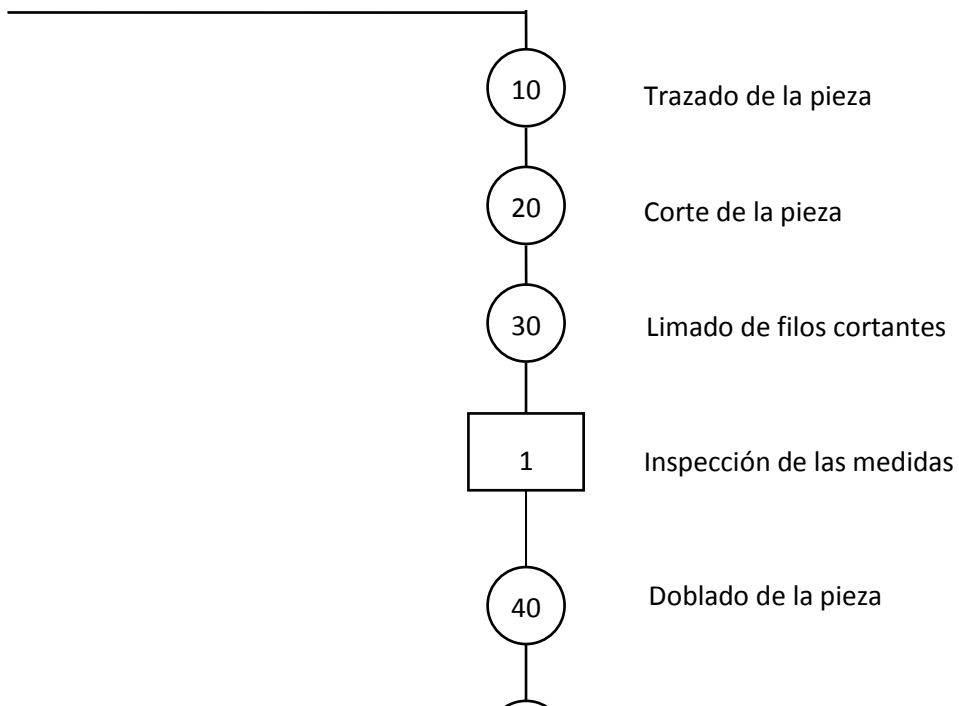 10
Trazado de la pieza
20
Corte de la pieza
30
Limado de filos cortantes
1
Inspección de las medidas
40
Doblado de la pieza